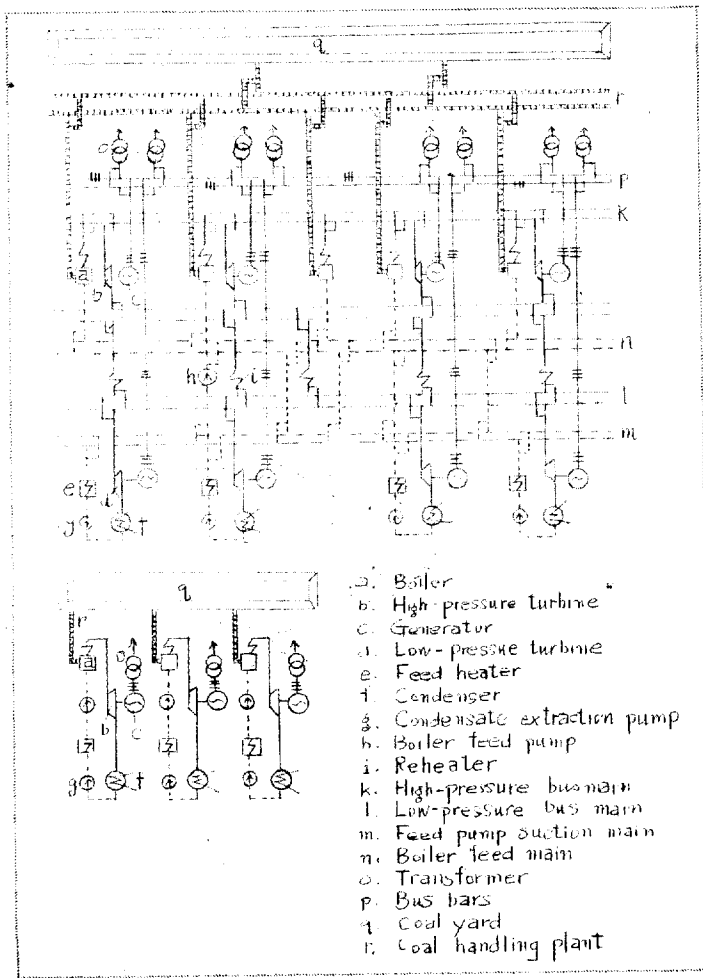 q
r
o
p
k
a
b
c
n
h
i
l
m
e
d
g
f
q
r
o
a
b
c
g
f
a. Boiler
b. High-pressure turbine
c. Generator
d. Low-pressure turbine
e. Feed heater
f. Condenser
g. Condensate extraction pump
h. Boiler feed pump
i. Reheater
k. High-pressure bus main
l. Low-pressure bus main
m. Feed pump suction main
n. Boiler feed main
o. Transformer
p. Bus bars
q. Coal yard
r. Coal handling plant